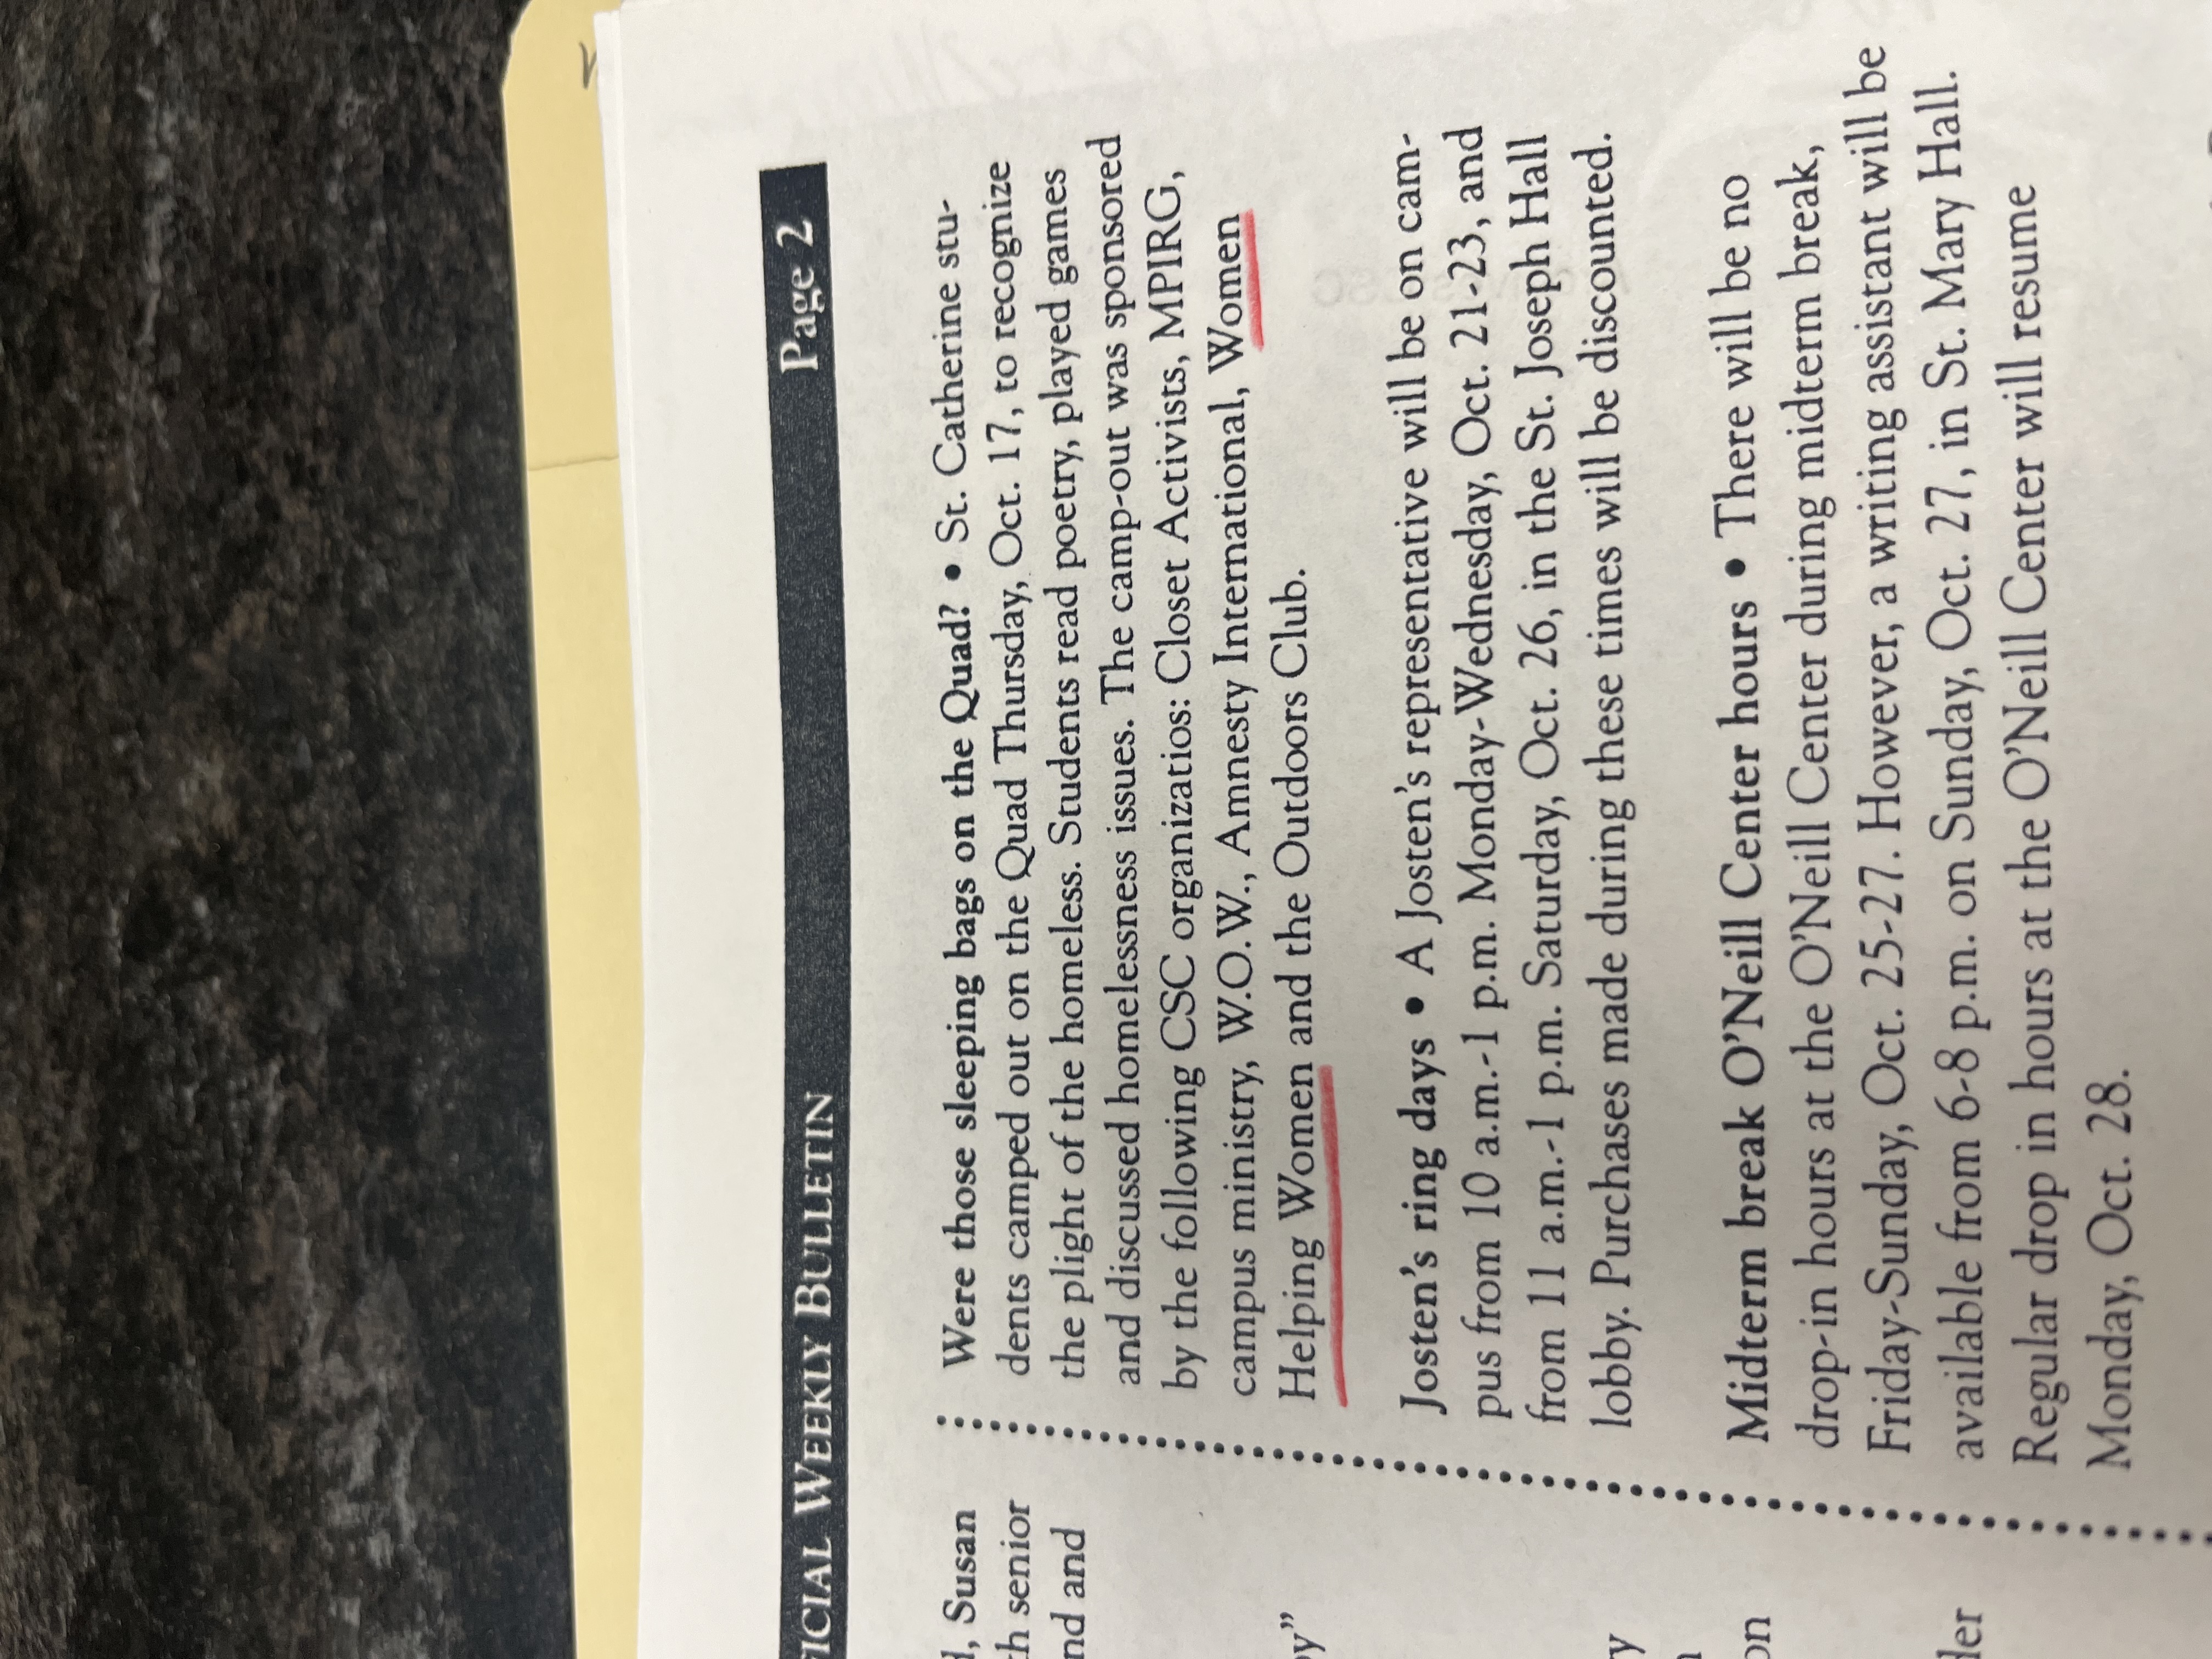 WEEKLY BULLETIN Page 2
Susan
senior
and
Were those sleeping bags on the Quad? • St. Catherine stu-
dents camped out on the Quad Thursday, Oct. 17, to recognize
the plight of the homeless. Students read poetry, played games
and discussed homelessness issues. The camp-out was sponsored
by the following CSC organizatios: Closet Activists, MPIRG,
campus ministry, W.O.W., Amnesty International, Women
Helping Women and the Outdoors Club.
Josten's ring days • A Josten's representative will be on cam-
pus from 10 a.m.-1 p.m. Monday-Wednesday, Oct. 21-23, and
from 11 a.m.-1 p.m. Saturday, Oct. 26, in the St. Joseph Hall
lobby. Purchases made during these times will be discounted.
Midterm break O'Neill Center hours • There will be no
drop-in hours at the O'Neill Center during midterm break,
Friday-Sunday, Oct. 25-27. However, a writing assistant will be
available from 6-8 p.m. on Sunday, Oct. 27, in St. Mary Hall.
Regular drop in hours at the O'Neill Center will resume
Monday, Oct. 28.